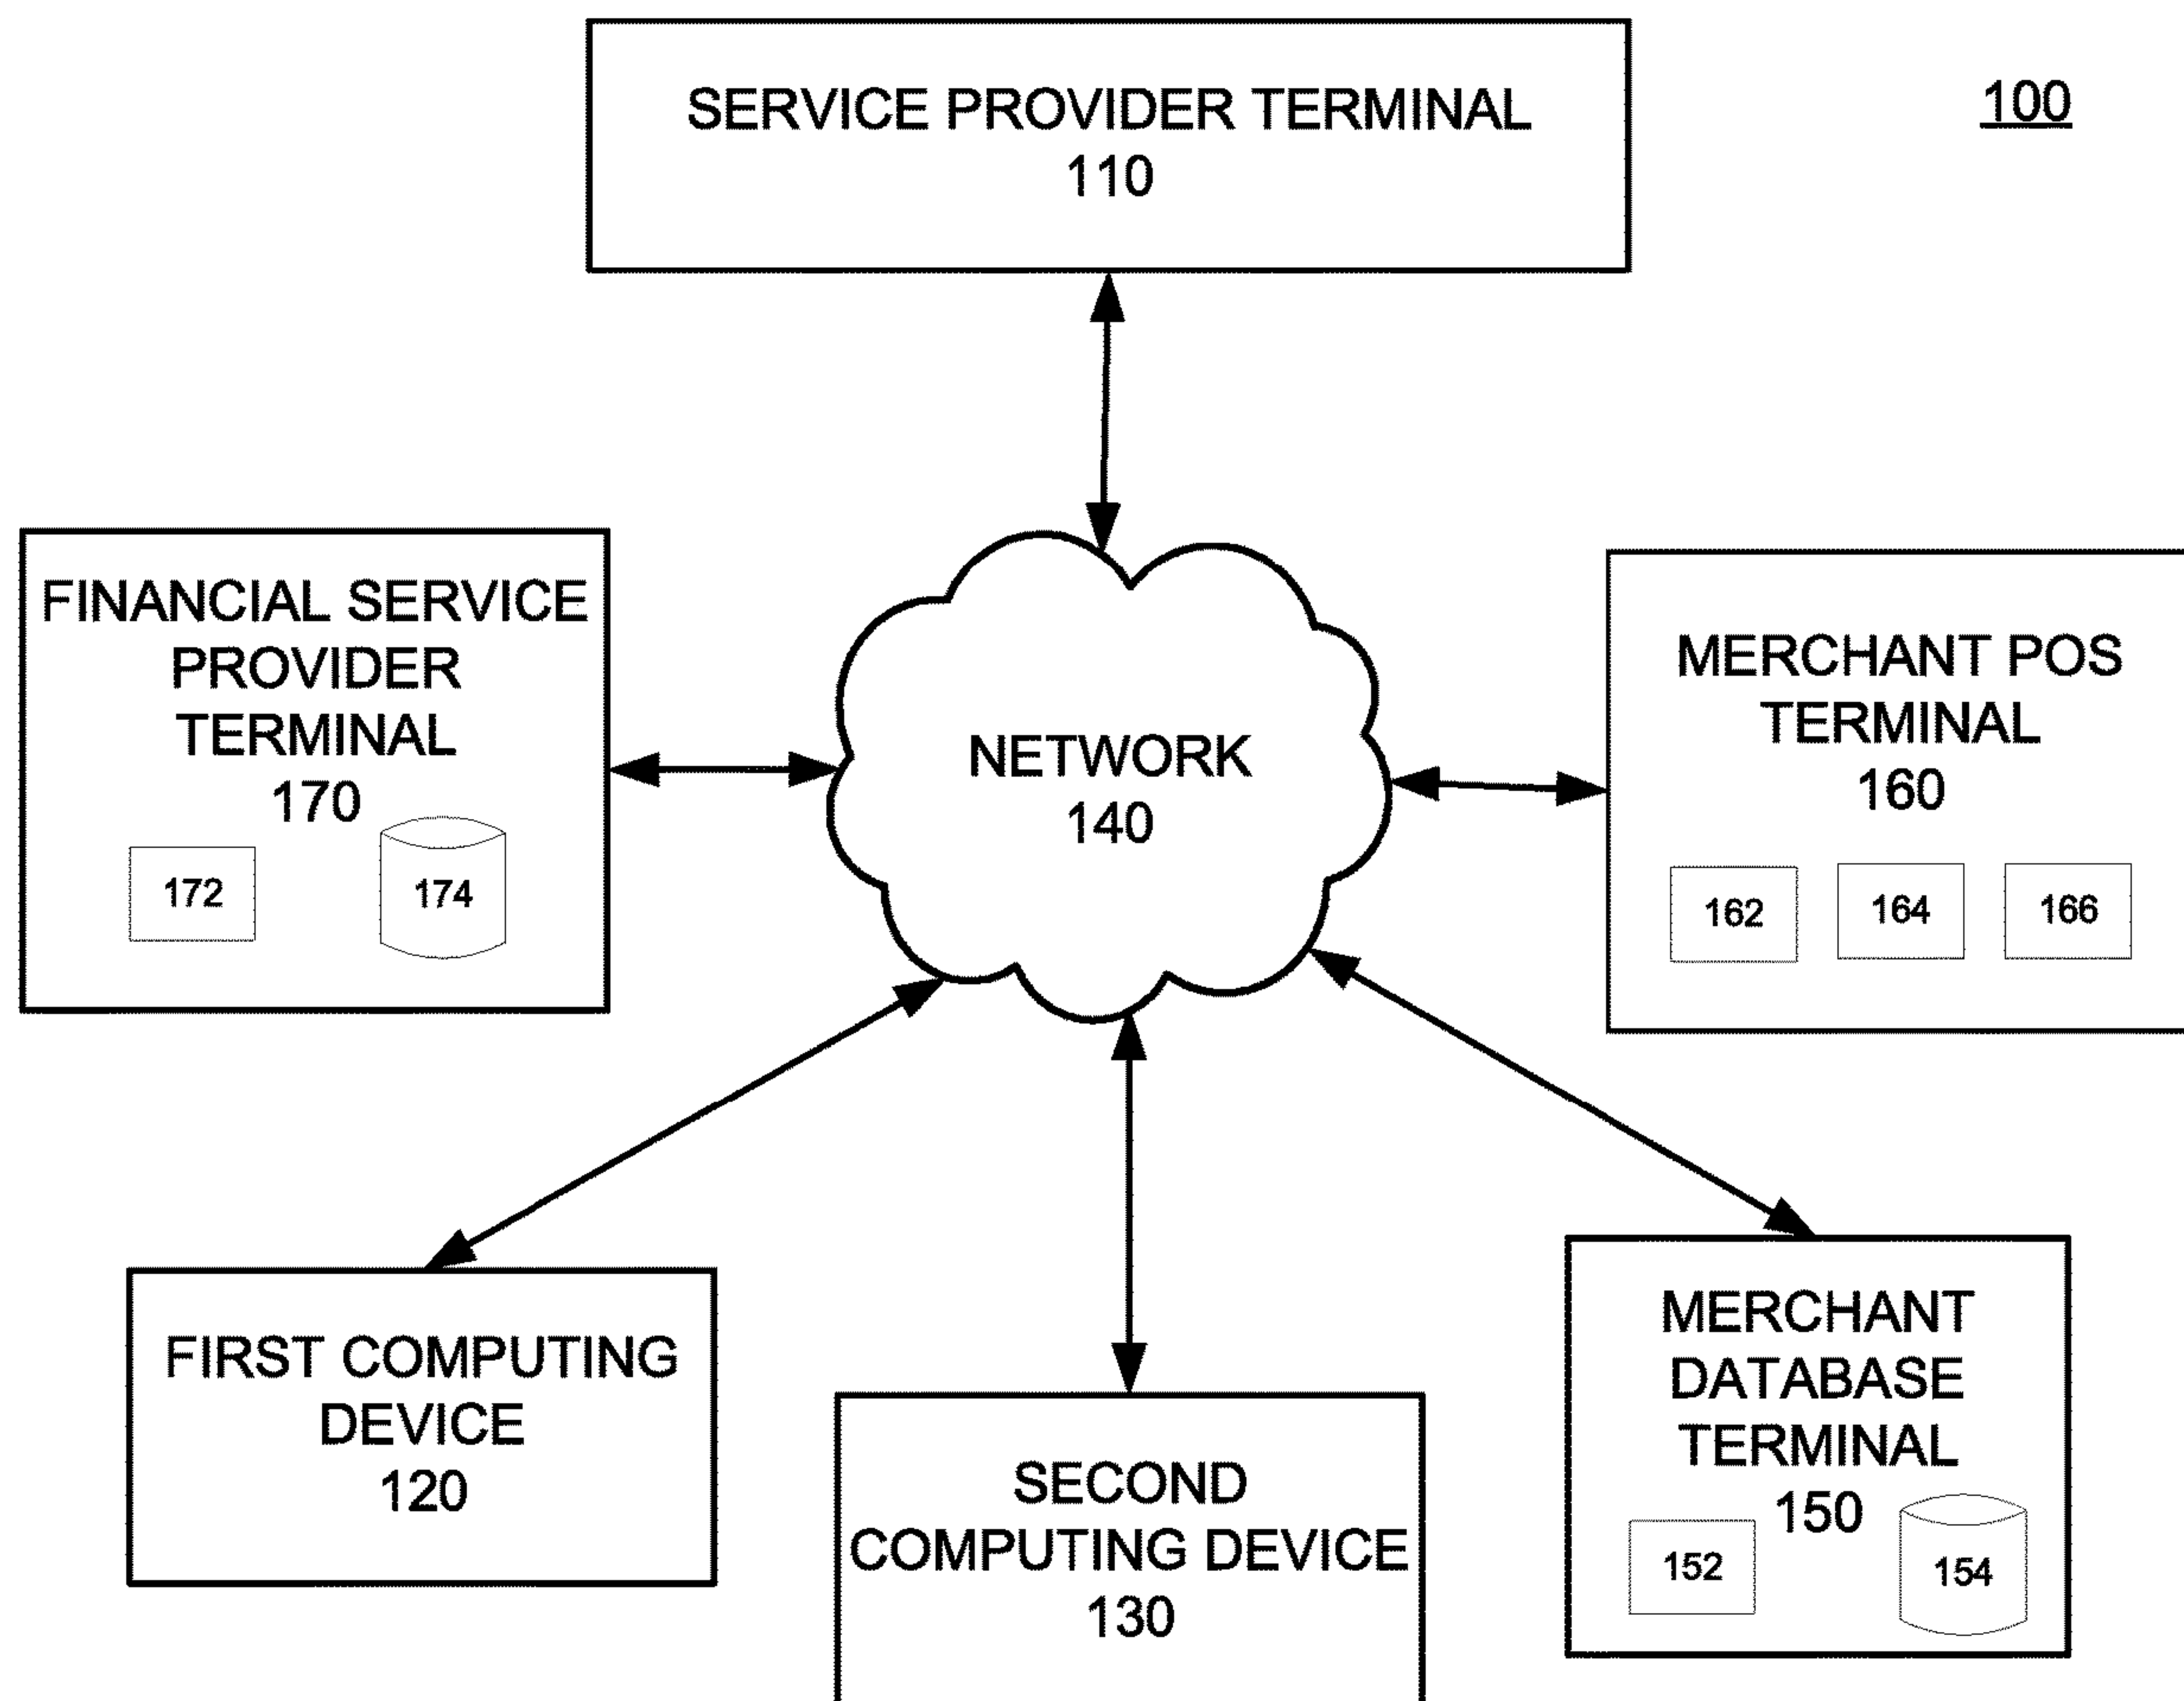 SERVICE PROVIDER TERMINAL
110
100
FINANCIAL SERVICE
PROVIDER
TERMINAL
170
172
174
NETWORK
140
MERCHANT POS
TERMINAL
160
162
164
166
FIRST COMPUTING
DEVICE
120
SECOND
COMPUTING DEVICE
130
MERCHANT
DATABASE
TERMINAL
150
152
154